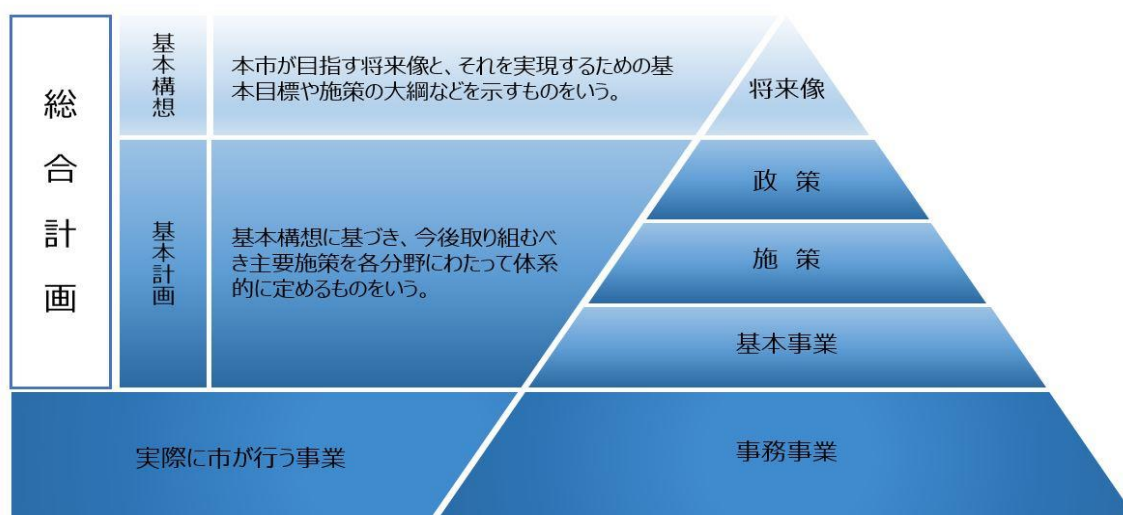 総合計画
基本構想
本市が目指す将来像と、それを実現するための基
本目標や施策の大綱などを示すものをいう。
将来像
基本計画
基本構想に基づき、今後取り組むべ
き主要施策を各分野にわたって体系
的に定めるものをいう。
政 策
施 策
基本事業
実際に市が行う事業
事務事業